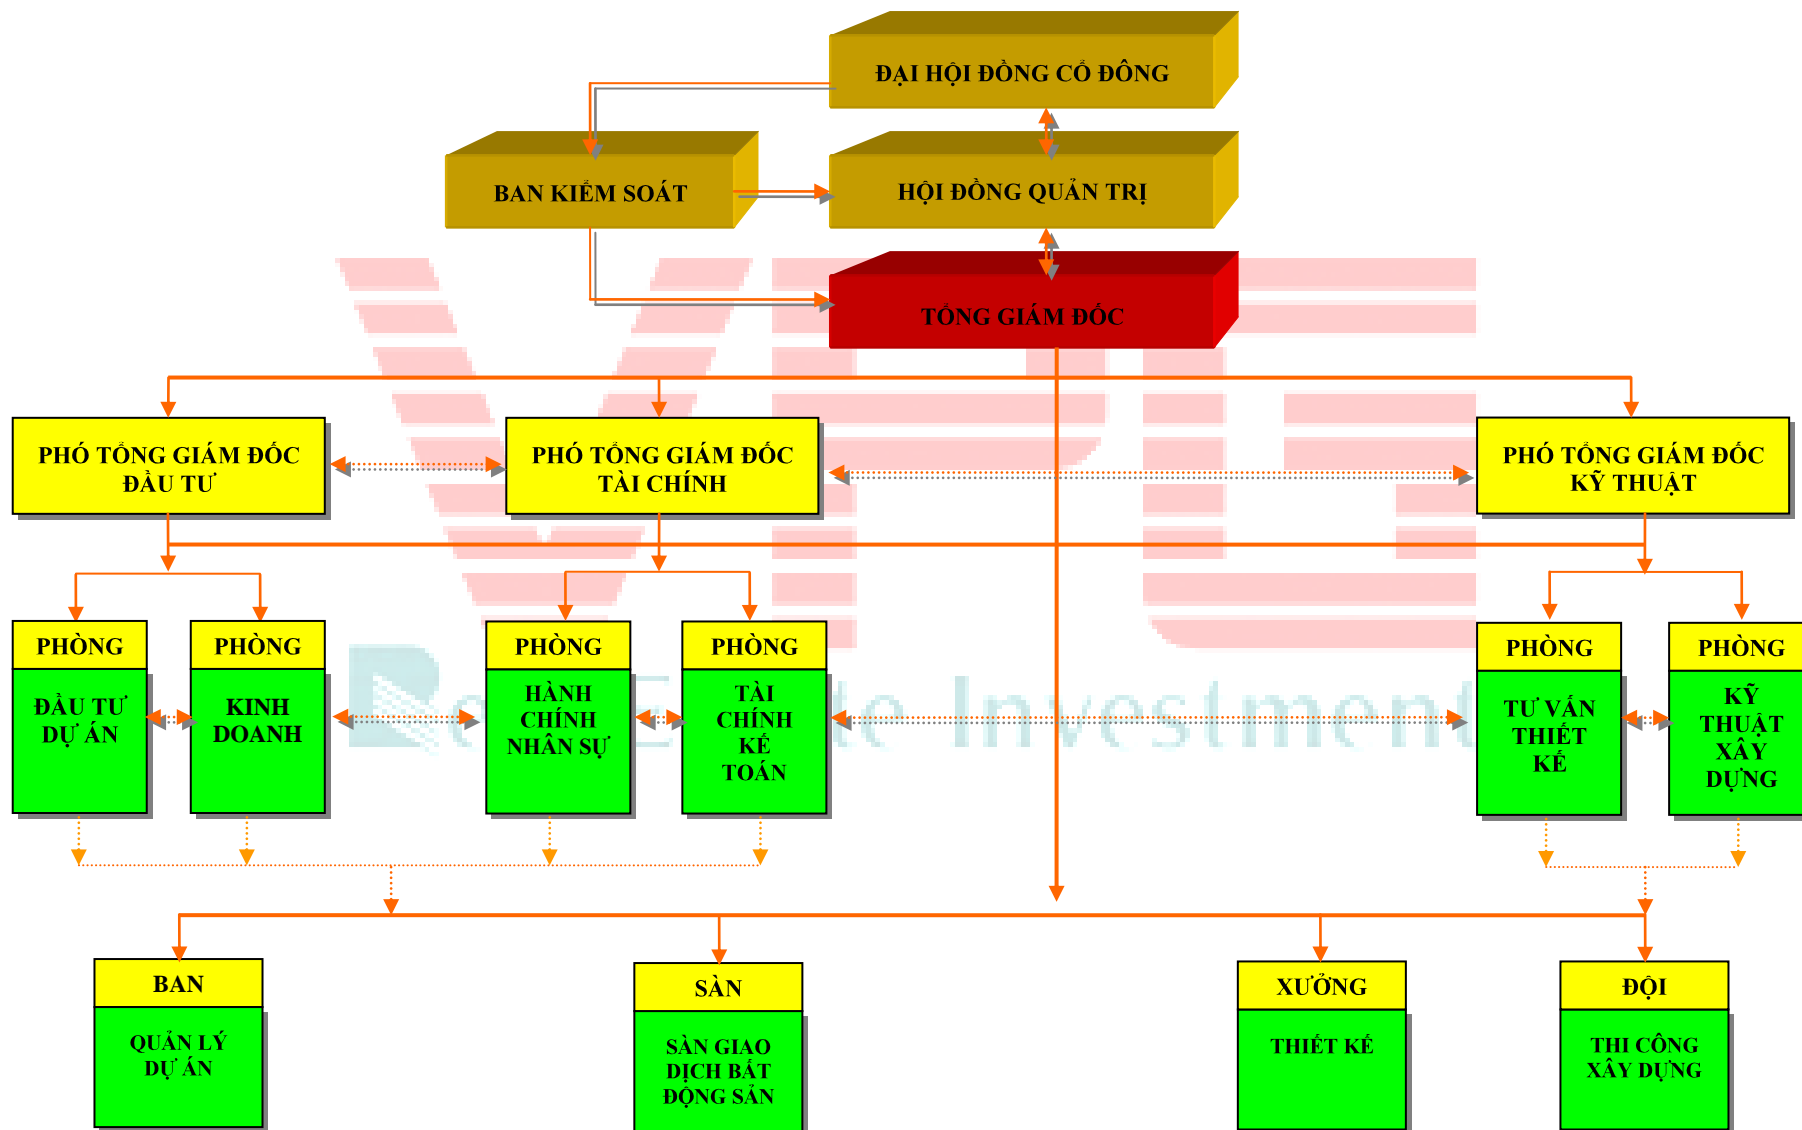 ĐẠI HỘI ĐỒNG CỔ ĐÔNG
BAN KIỂM SOÁT
HỘI ĐỒNG QUẢN TRỊ
TỔNG GIÁM ĐỐC
PHÓ TỔNG GIÁM ĐỐC
ĐẦU TƯ
PHÓ TỔNG GIÁM ĐỐC
TÀI CHÍNH
PHÓ TỔNG GIÁM ĐỐC
KỸ THUẬT
PHÒNG
ĐẦU TƯ
DỰ ÁN
PHÒNG
KINH
DOANH
PHÒNG
HÀNH
CHÍNH
NHÂN SỰ
PHÒNG
TÀI
CHÍNH
KẾ
TOÁN
PHÒNG
TƯ VẤN
THIẾT
KẾ
PHÒNG
KỸ
THUẬT
XÂY
DỰNG
Investment
BAN
QUẢN LÝ
DỰ ÁN
SÀN
SÀN GIAO
DỊCH BẤT
ĐỘNG SẢN
XƯỞNG
THIẾT KẾ
ĐỘI
THI CÔNG
XÂY DỰNG